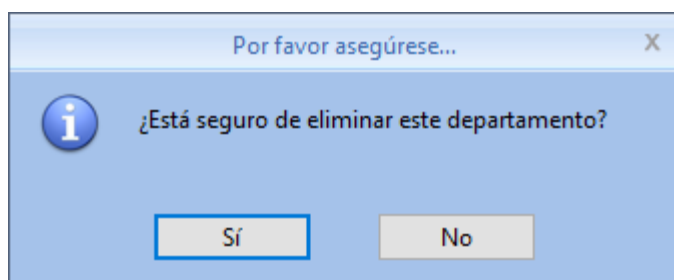 Por favor asegúrese...
X
¿Está seguro de eliminar este departamento?
Sí
No